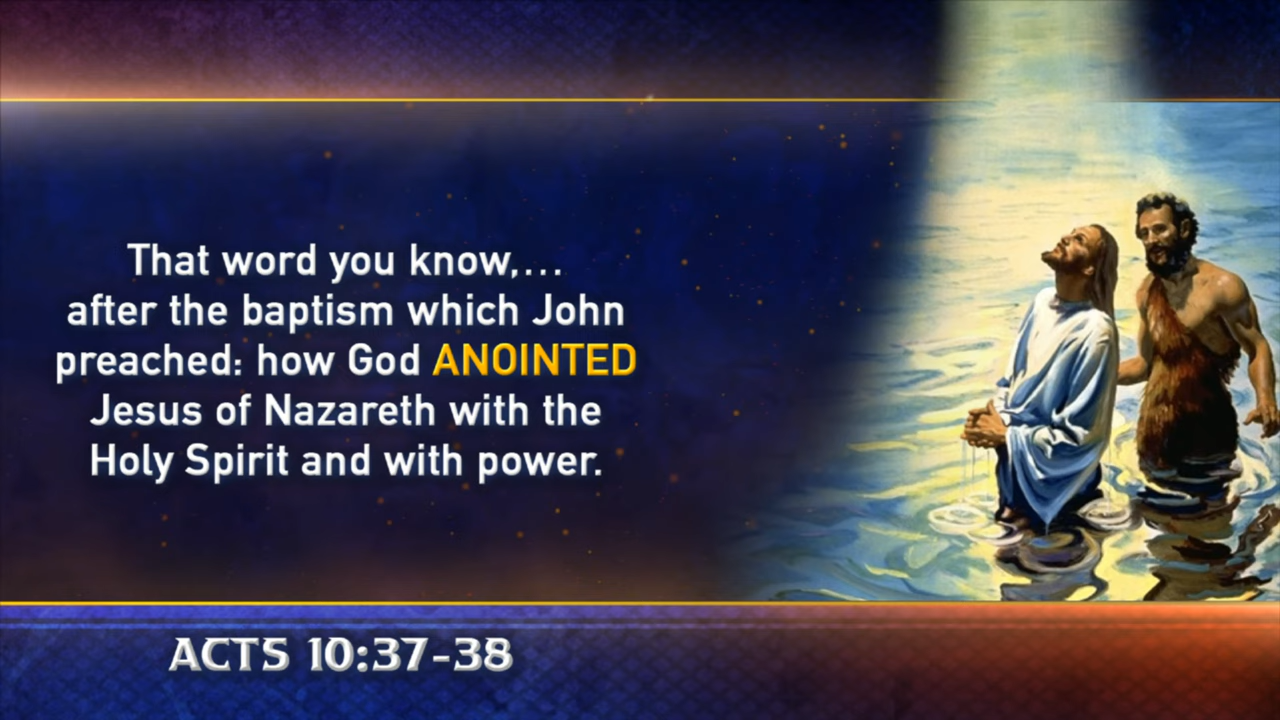 That word you know,...
after the baptism which John
preached: how God ANOINTED
Jesus of Nazareth with the
Holy Spirit and with power.
ACTS 10:37-38